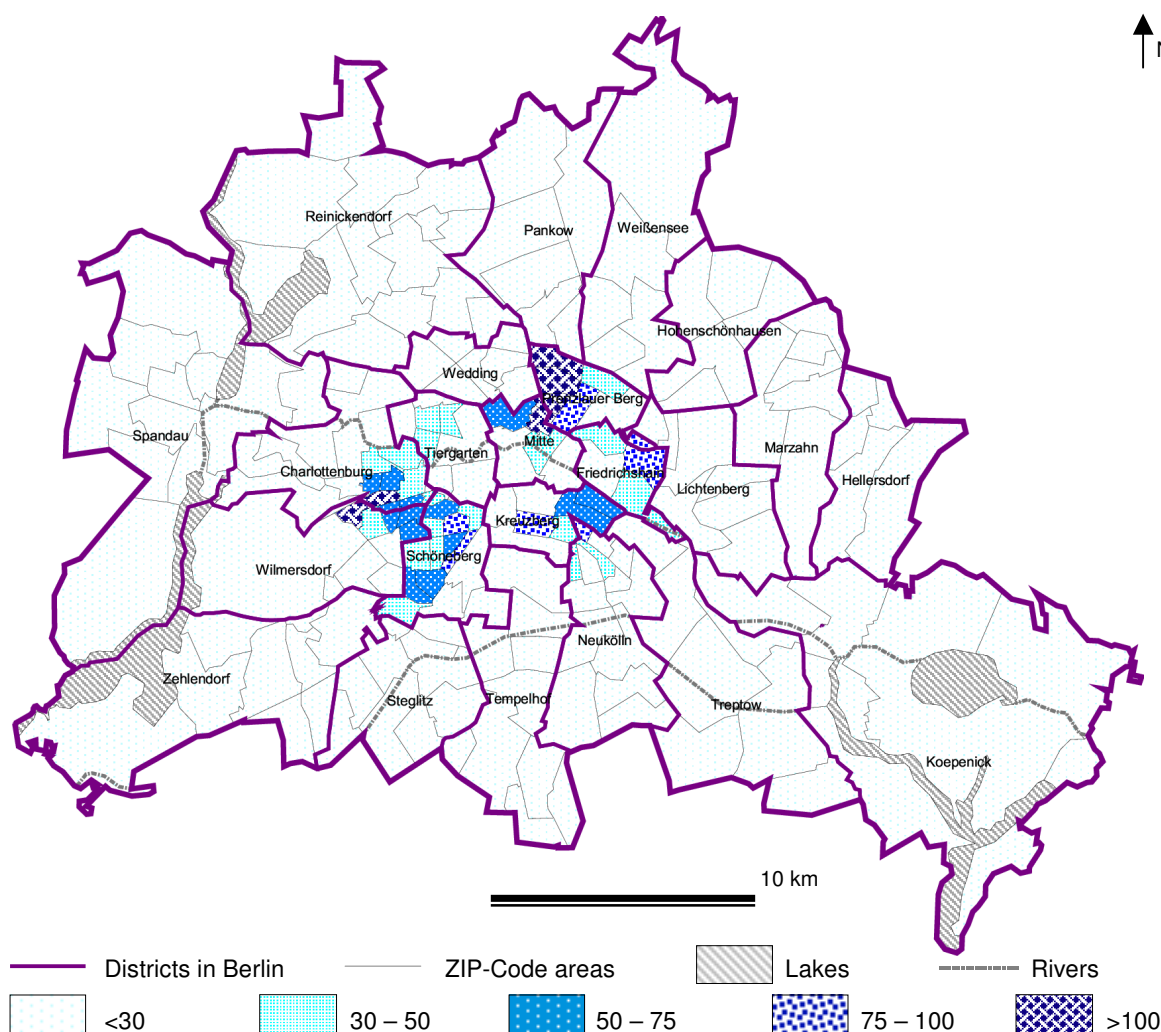 N
Reinickendorf
Pankow
Weißensee
Hohenschönhausen
Wedding
Prenzlauer Berg
Spandau
Mitte
Marzahn
Tiergarten
Charlottenburg
Friedrichshain
Hellersdorf
Lichtenberg
Kreuzberg
Schöneberg
Wilmersdorf
Neukölln
Zehlendorf
Steglitz
Tempelhof
Treptow
Koepenick
10 km
Districts in Berlin
ZIP-Code areas
Lakes
Rivers
<30
30 – 50
50 – 75
75 – 100
>100